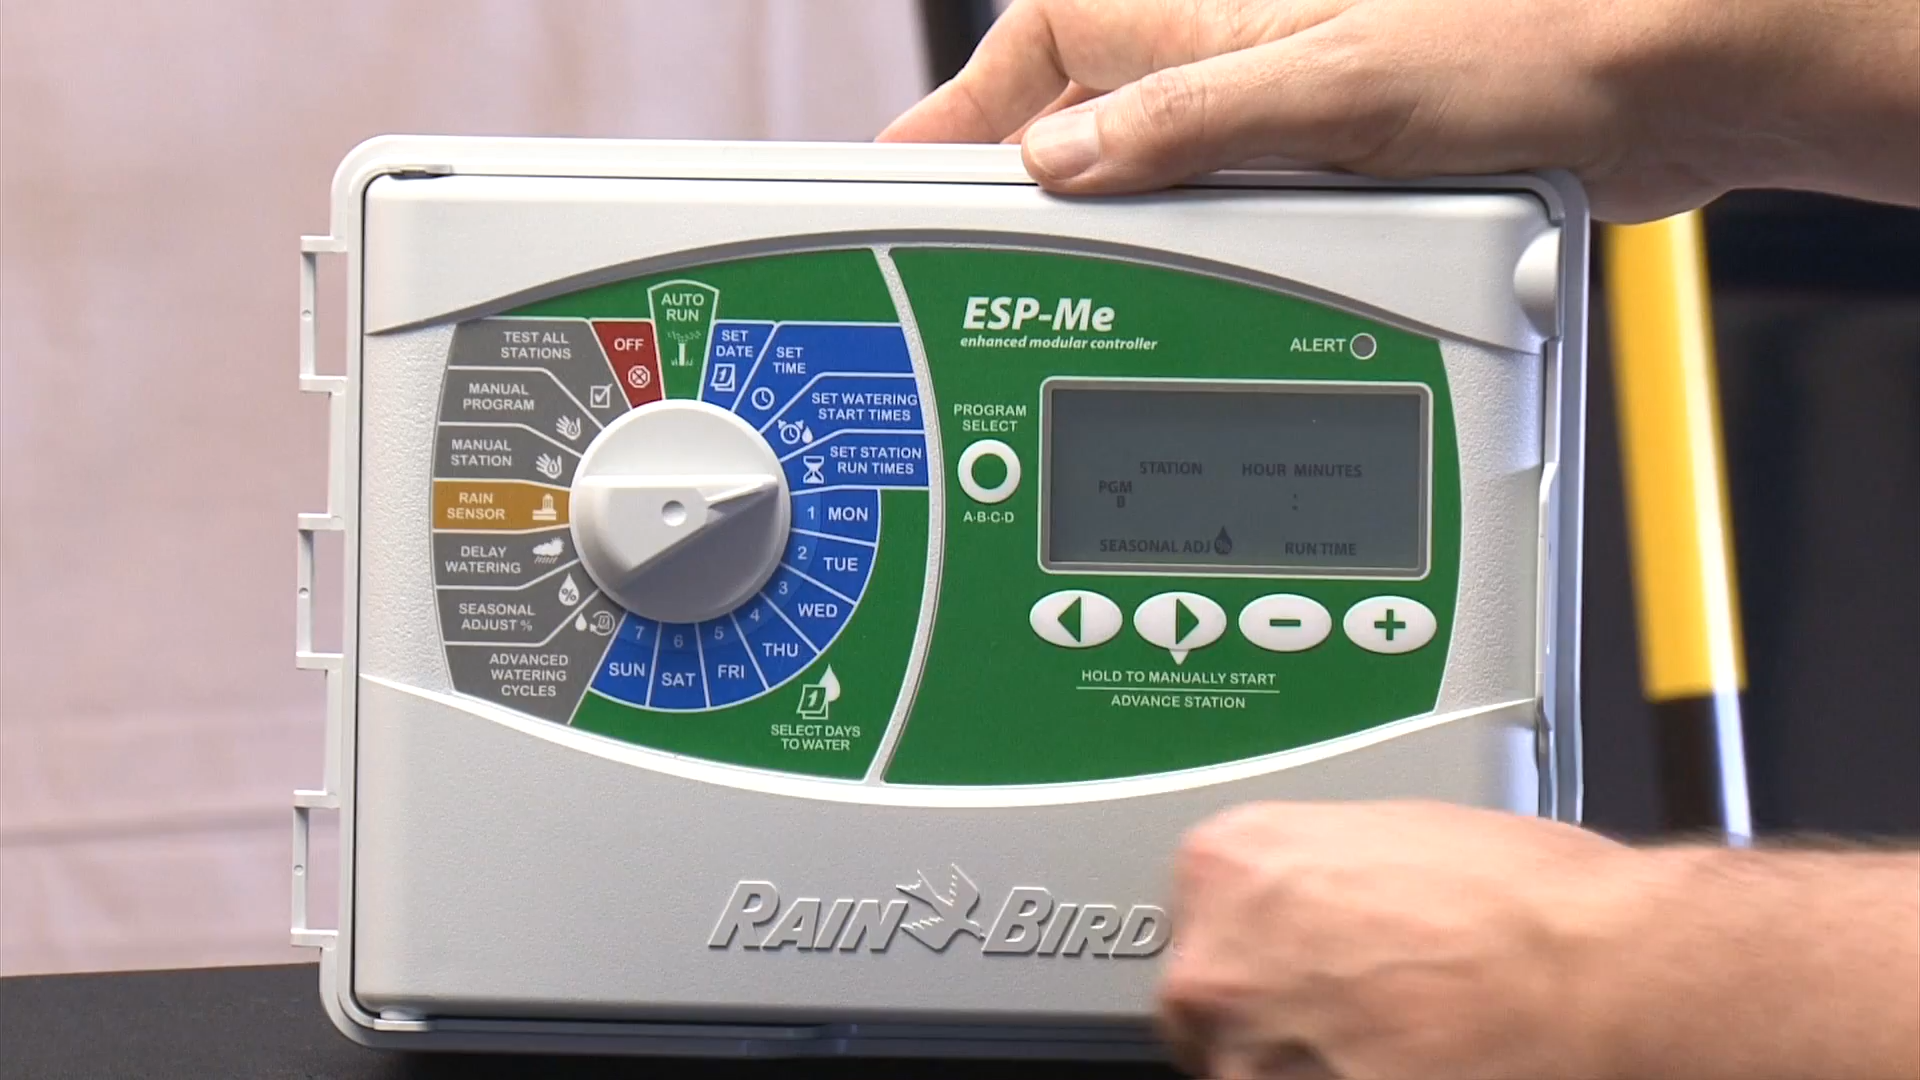 AUTO
RUN
OFF
TEST ALL
STATIONS
MANUAL
PROGRAM
MANUAL
STATION
RAIN
SENSOR
DELAY
WATERING
%
SEASONAL
ADJUST %
ADVANCED
WATERING
CYCLES
SET
DATE
1
SET
TIME
SET WATERING
START TIMES
SET STATION
RUN TIMES
1 MON
2 TUE
3 WED
4 THU
5 FRI
6 SAT
7 SUN
1
SELECT DAYS
TO WATER
ESP-Me
enhanced modular controller
ALERT
PROGRAM
SELECT
A·B·C·D
STATION HOUR MINUTES
PGM
B
:
SEASONAL ADJ % RUN TIME
- +
HOLD TO MANUALLY START
ADVANCE STATION
RAIN BIRD